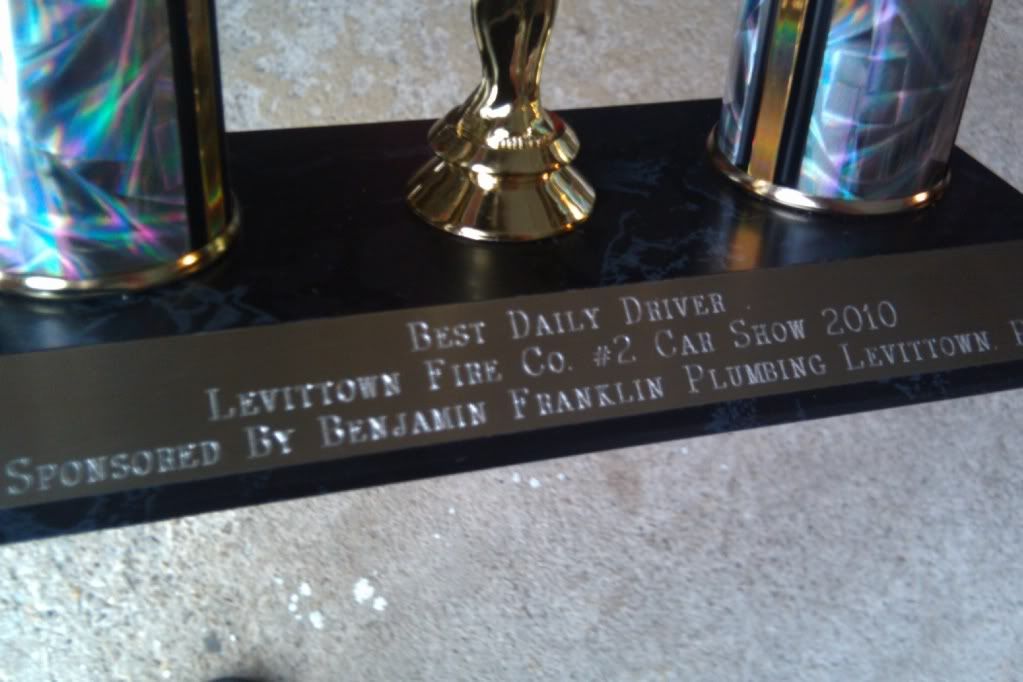 Best Daily Driver
Levittown Fire Co. #2 Car Show 2010
Sponsored By Benjamin Franklin Plumbing Levittown, P